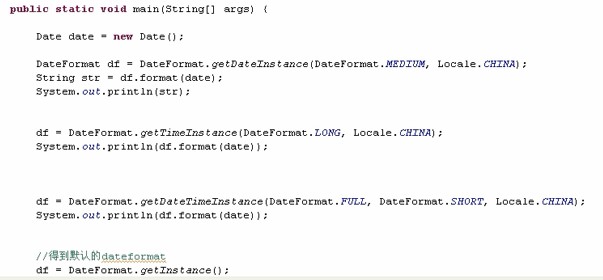 public static void main(String[] args) {
Date date = new Date();
DateFormat df = DateFormat.getDateInstance(DateFormat.MEDIUM, Locale.CHINA);
String str = df.format(date);
System.out.println(str);
df = DateFormat.getTimeInstance(DateFormat.LONG, Locale.CHINA);
System.out.println(df.format(date));
df = DateFormat.getDateTimeInstance(DateFormat.FULL, DateFormat.SHORT, Locale.CHINA);
System.out.println(df.format(date));
//得到默认的dateformat
df = DateFormat.getInstance();